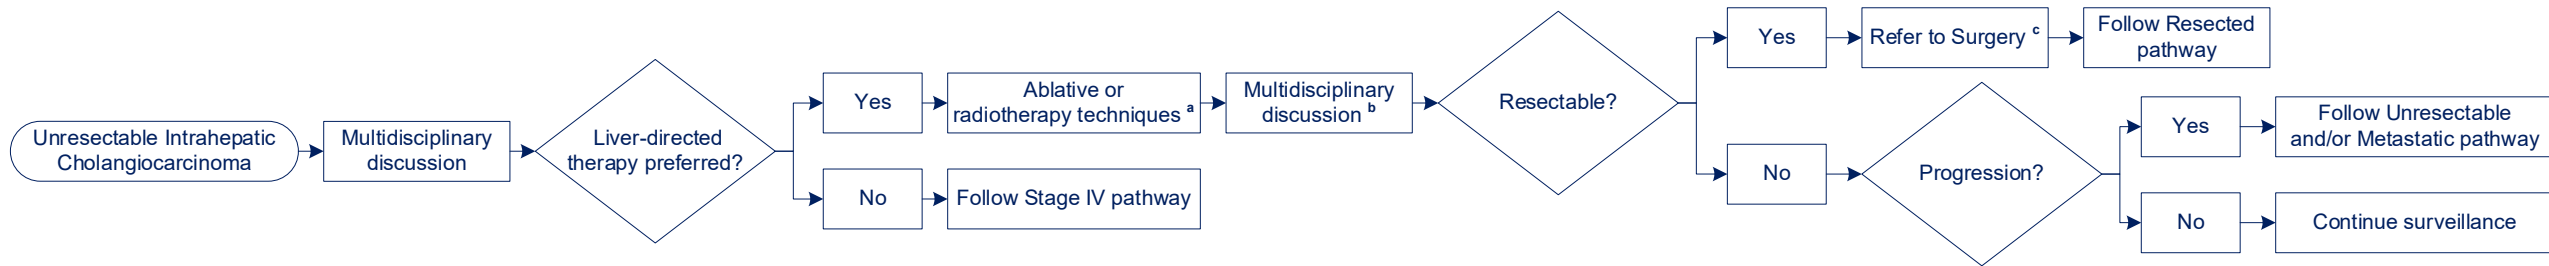 Unresectable Intrahepatic
Cholangiocarcinoma
Multidisciplinary
discussion
Liver-directed
therapy preferred?
Yes
Ablative or
radiotherapy techniques a
Multidisciplinary
discussion b
No
Follow Stage IV pathway
Resectable?
Yes
Refer to Surgery c
Follow Resected
pathway
No
Progression?
Yes
Follow Unresectable
and/or Metastatic pathway
No
Continue surveillance